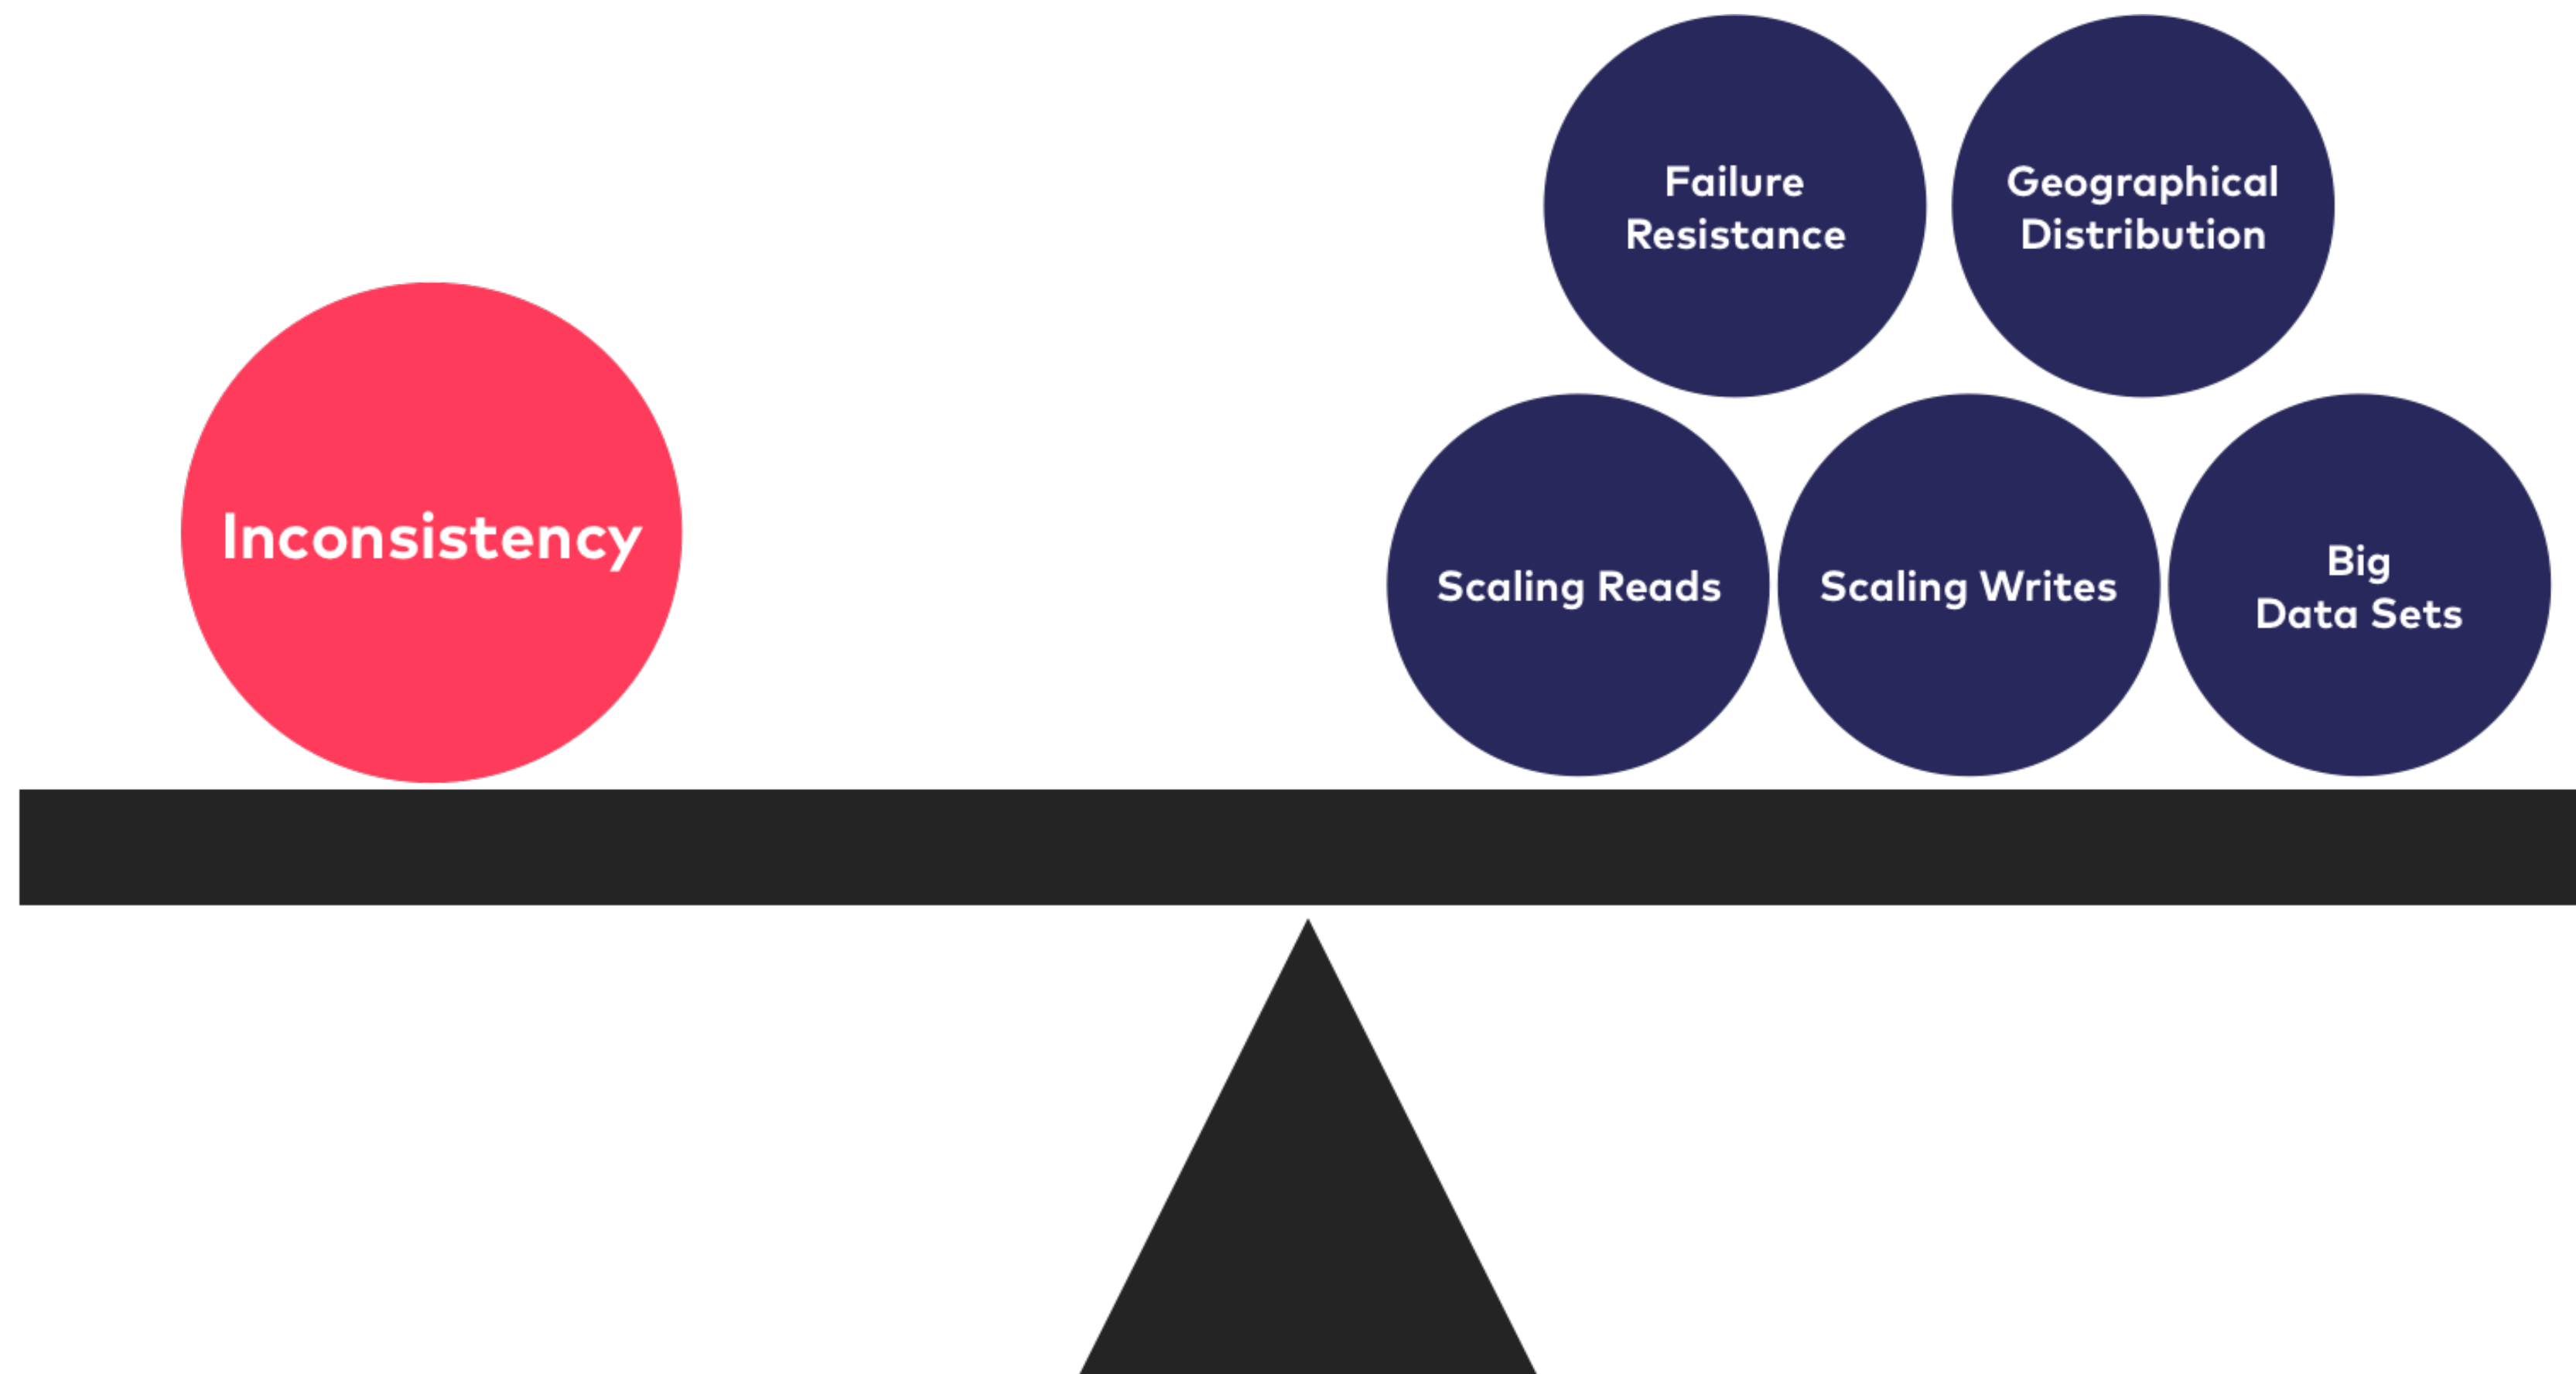 Failure
Resistance
Geographical
Distribution
Inconsistency
Scaling Reads
Scaling Writes
Big
Data Sets